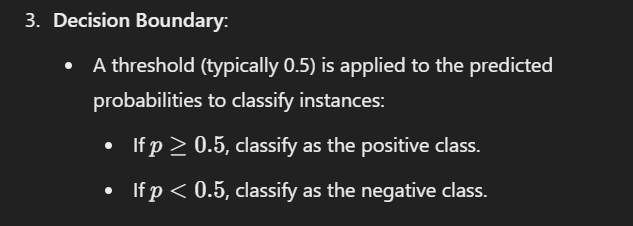 3. Decision Boundary:
• A threshold (typically 0.5) is applied to the predicted
probabilities to classify instances:
• If p ≥ 0.5, classify as the positive class.
• If p < 0.5, classify as the negative class.